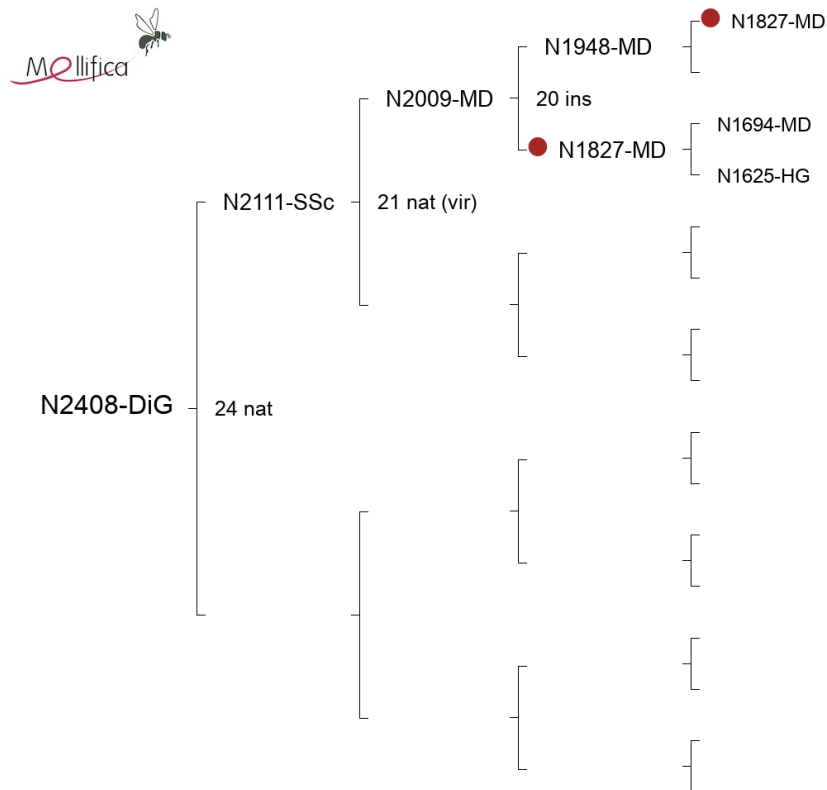 Mellifica
N1827-MD
N1948-MD
N2009-MD
20 ins
N1694-MD
N1827-MD
N1625-HG
N2111-SSc
21 nat (vir)
N2408-DiG
24 nat